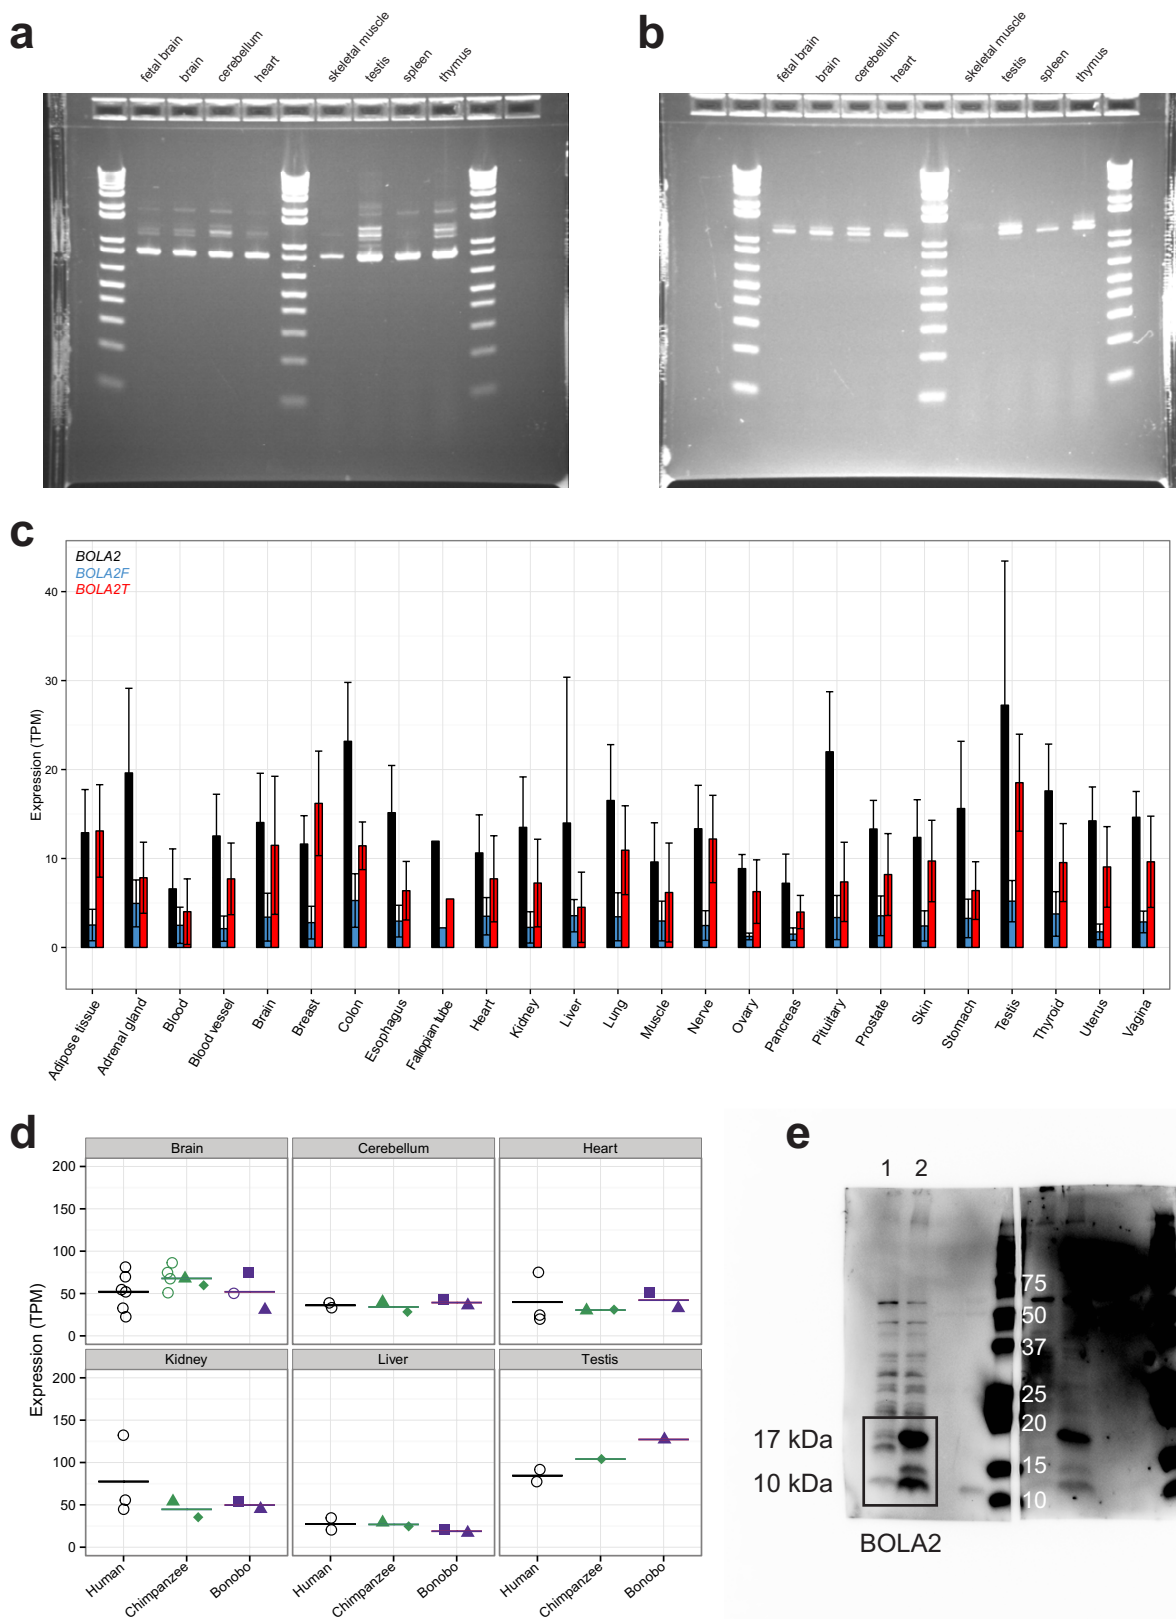 a
fetal brain
brain
cerebellum
heart
skeletal muscle
testis
spleen
thymus
b
fetal brain
brain
cerebellum
heart
skeletal muscle
testis
spleen
thymus
c
BOLA2
BOLA2F
BOLA2T
Expression (TPM)
40
30
20
10
0
Adipose tissue
Adrenal gland
Blood
Blood vessel
Brain
Breast
Colon
Esophagus
Fallopian tube
Heart
Kidney
Liver
Lung
Muscle
Nerve
Ovary
Pancreas
Pituitary
Prostate
Skin
Stomach
Testis
Thyroid
Uterus
Vagina
d
Expression (TPM)
Brain
Cerebellum
Heart
200
150
100
50
0
Kidney
Liver
Testis
200
150
100
50
0
Human
Chimpanzee
Bonobo
Human
Chimpanzee
Bonobo
Human
Chimpanzee
Bonobo
e
1 2
75
50
37
25
20
17 kDa
15
10 kDa
10
BOLA2